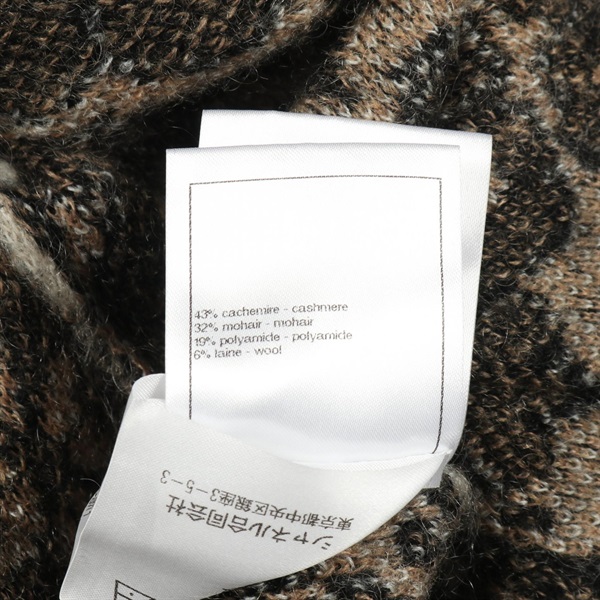 43% cachemire - cashmere
32% mohair - mohair
19% polyamide - polyamide
6% laine - wool
シャネル合同会社
東京都中央区銀座3-5-3